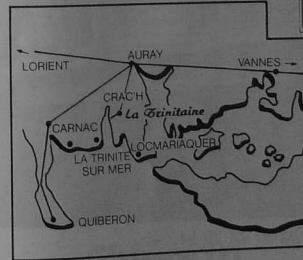 AURAY
VANNES
LORIENT
CRAC'H
La Trinitaine
CARNAC
LOCMARIAQUER
LA TRINITE
SUR MER
QUIBERON